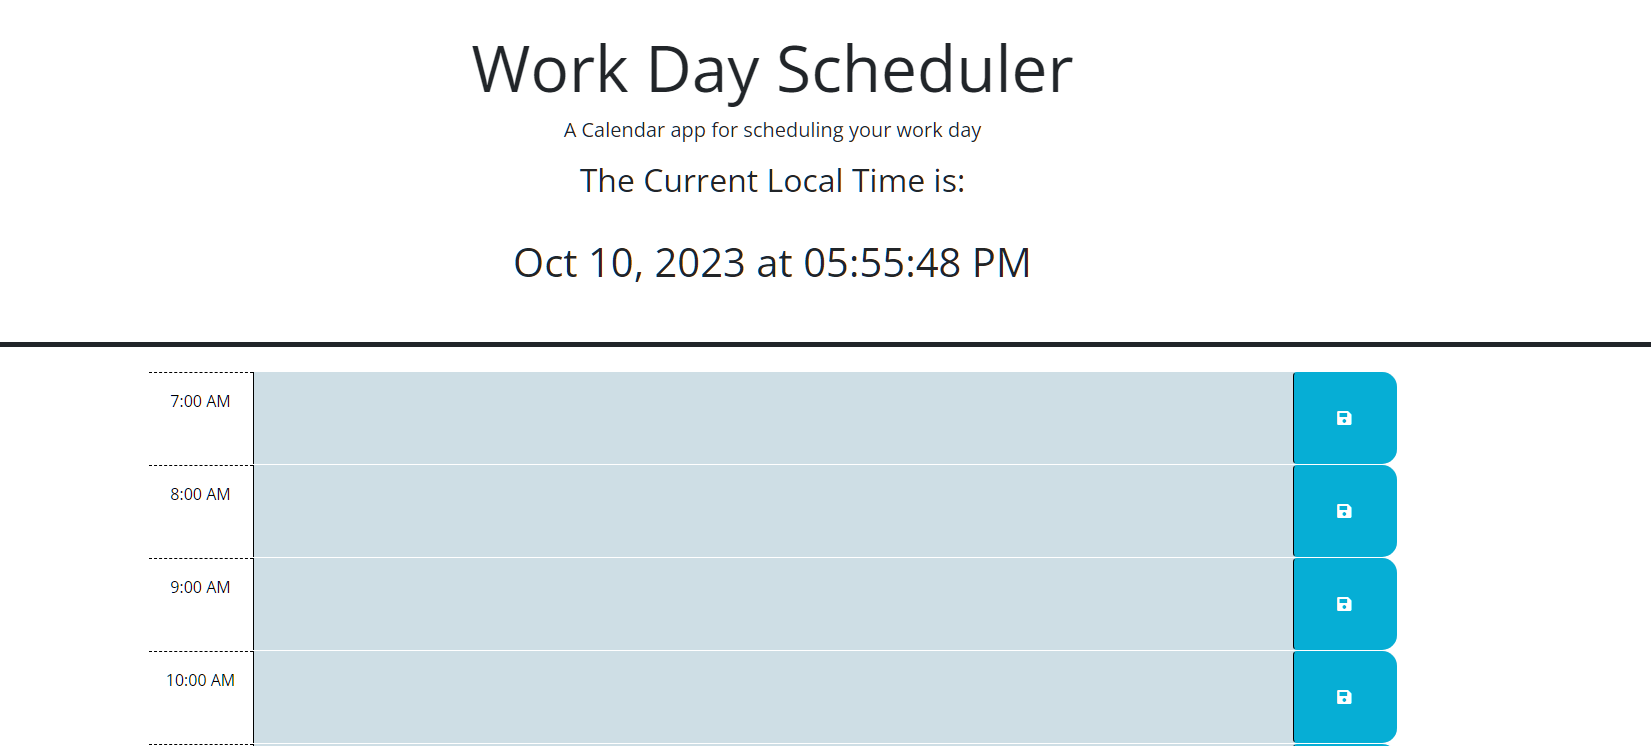 Work Day Scheduler
A Calendar app for scheduling your work day
The Current Local Time is:
Oct 10, 2023 at 05:55:48 PM
7:00 AM
8:00 AM
9:00 AM
10:00 AM